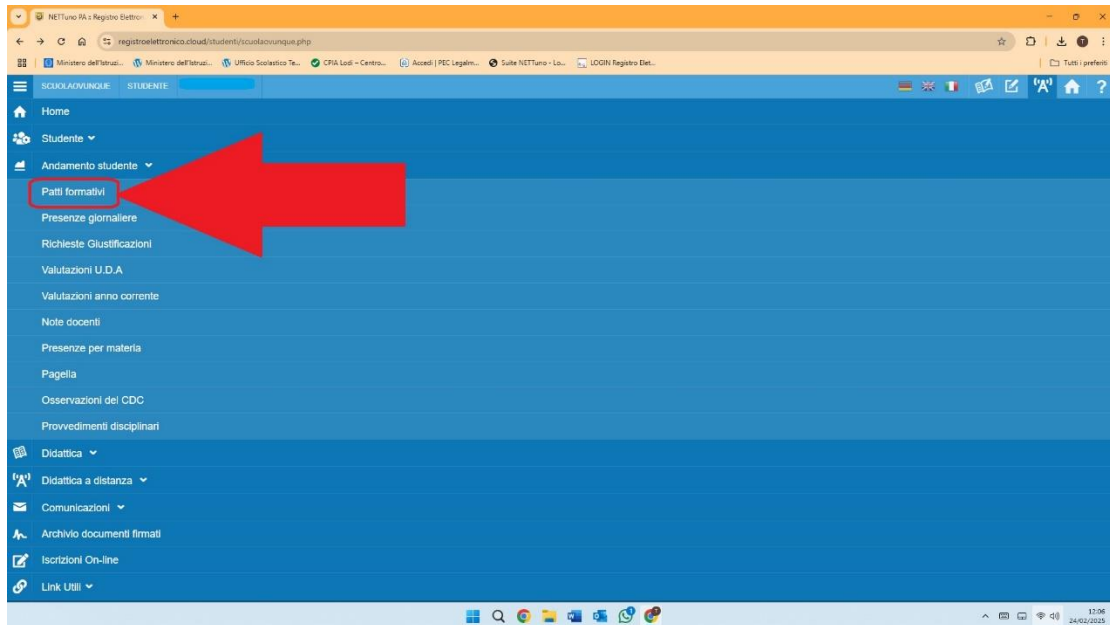 NETTuno PA :: Registro Elettron
registroelettronico.cloud/studenti/scuolaovunque.php
Ministero dell'Istruzi...
Ministero dell'Istruzi...
Ufficio Scolastico Te...
CPIA Lodi – Centro...
Accedi | PEC Legalm...
Suite NETTuno - Lo...
LOGIN Registro Elet...
Tutti i preferiti
SCUOLAOVUNQUE STUDENTE
Home
Studente
Andamento studente
Patti formativi
Presenze giornaliere
Richieste Giustificazioni
Valutazioni U.D.A
Valutazioni anno corrente
Note docenti
Presenze per materia
Pagella
Osservazioni del CDC
Provvedimenti disciplinari
Didattica
Didattica a distanza
Comunicazioni
Archivio documenti firmati
Iscrizioni On-line
Link Utili
12:06
24/02/2025